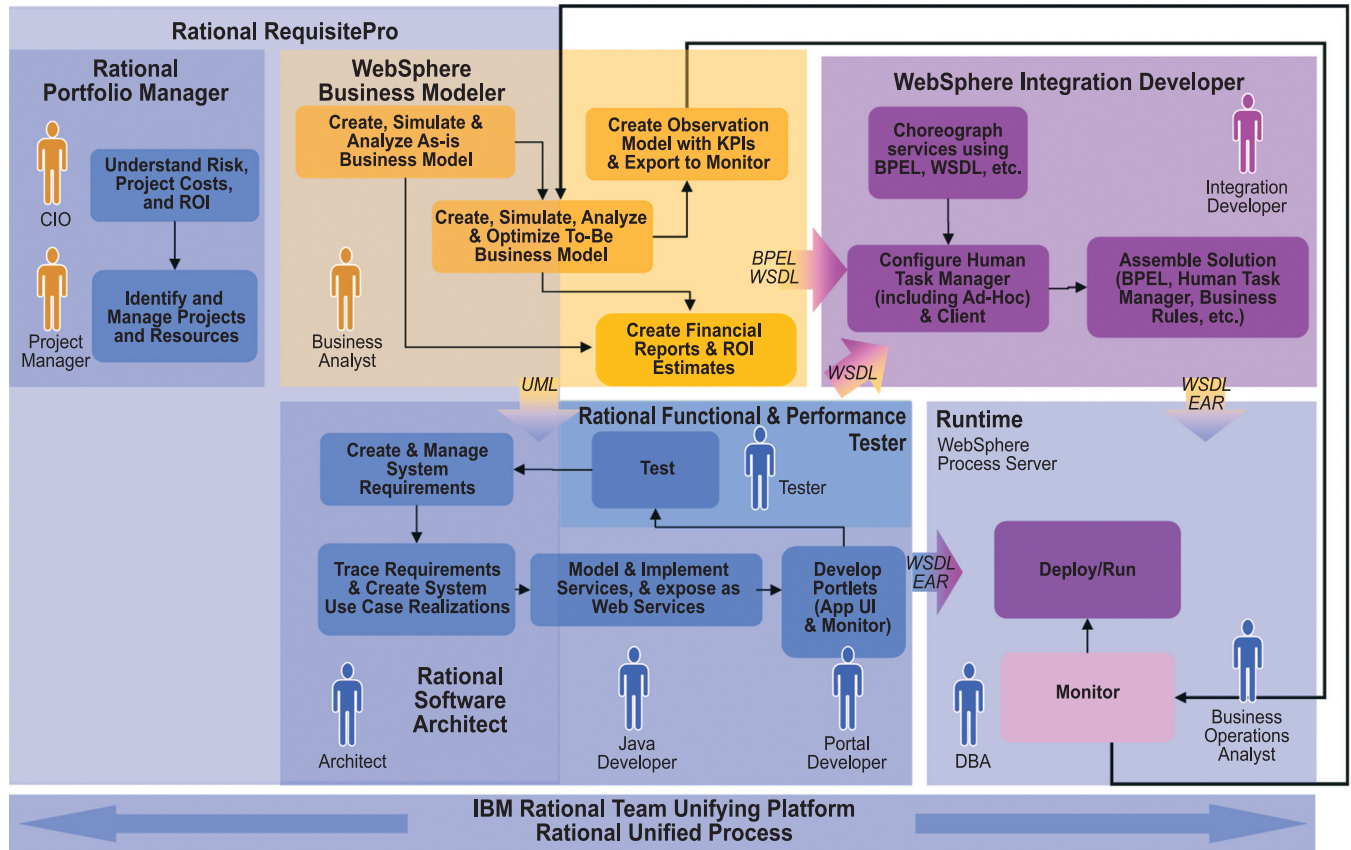 Rational RequisitePro
Rational
Portfolio Manager
CIO
Understand Risk,
Project Costs,
and ROI
Project
Manager
Identify and
Manage Projects
and Resources
WebSphere
Business Modeler
Create, Simulate &
Analyze As-is
Business Model
Create Observation
Model with KPIs
& Export to Monitor
Create, Simulate, Analyze
& Optimize To-Be
Business Model
Business
Analyst
Create Financial
Reports & ROI
Estimates
BPEL
WSDL
WebSphere Integration Developer
Choreograph
services using
BPEL, WSDL, etc.
Integration
Developer
Configure Human
Task Manager
(including Ad-Hoc)
& Client
Assemble Solution
(BPEL, Human Task
Manager, Business
Rules, etc.)
UML
WSDL
WSDL
EAR
Rational Functional & Performance
Tester
Create & Manage
System
Requirements
Test
Tester
Trace Requirements
& Create System
Use Case Realizations
Model & Implement
Services, & expose as
Web Services
Develop
Portlets
(App UI
& Monitor)
WSDL
EAR
Rational
Software
Architect
Architect
Java
Developer
Portal
Developer
Runtime
WebSphere
Process Server
Deploy/Run
Monitor
DBA
Business
Operations
Analyst
IBM Rational Team Unifying Platform
Rational Unified Process